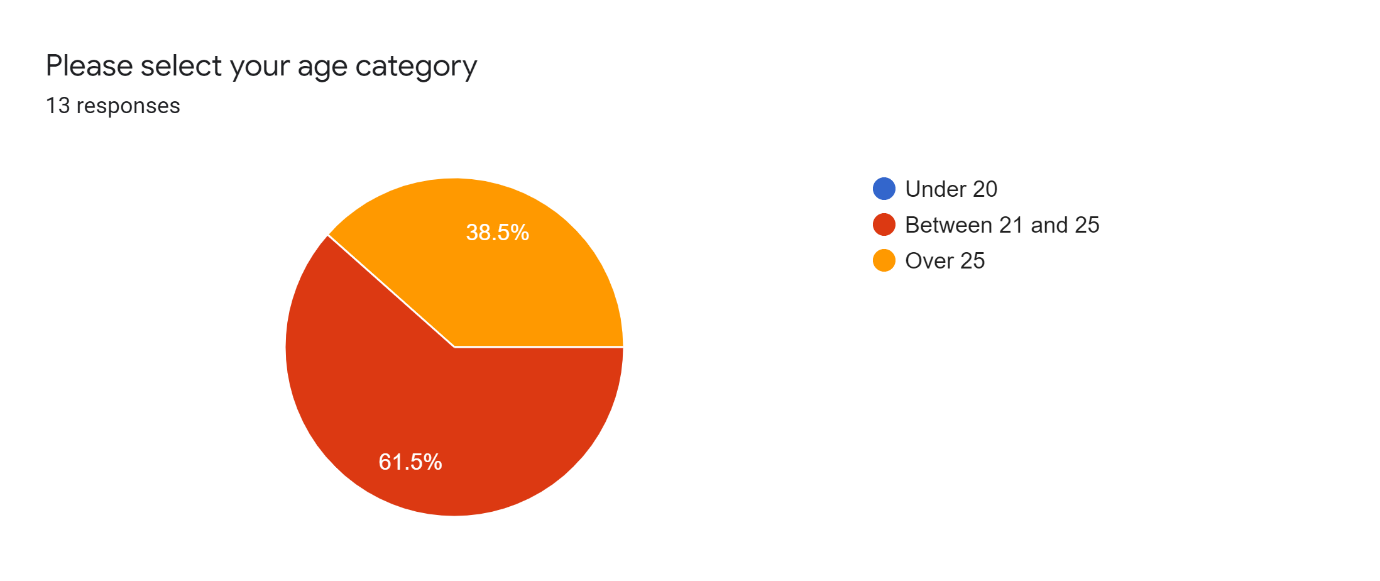 Please select your age category
13 responses
38.5%
61.5%
Under 20
Between 21 and 25
Over 25